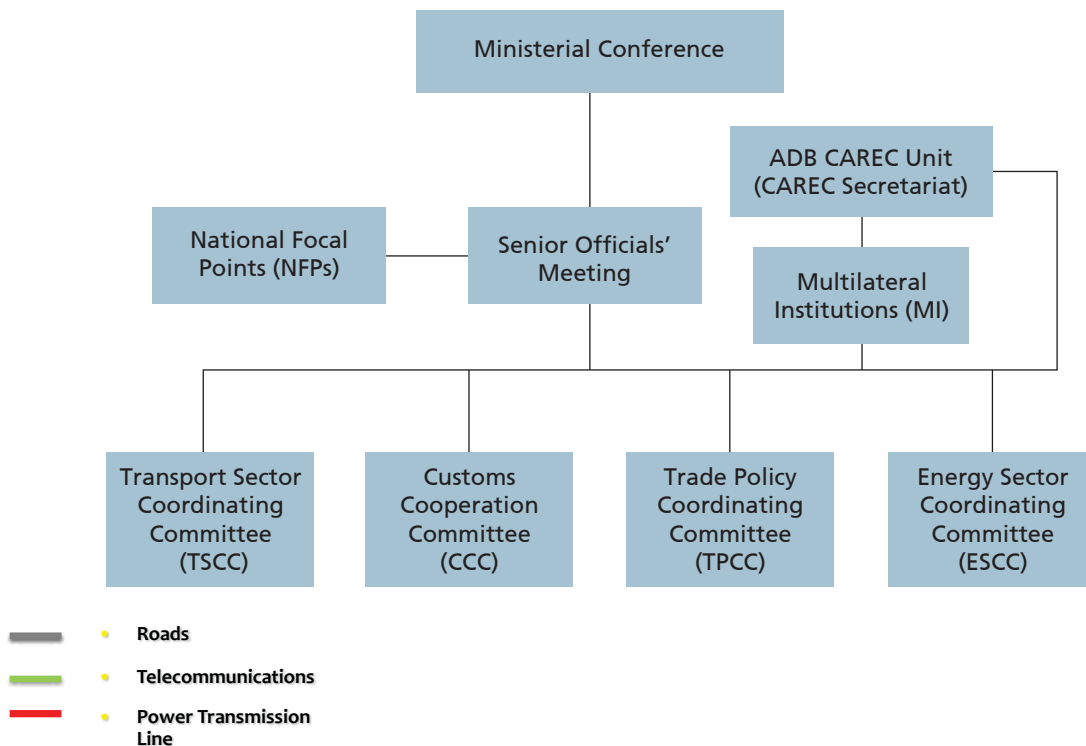 Ministerial Conference
ADB CAREC Unit
(CAREC Secretariat)
National Focal
Points (NFPs)
Senior Officials’
Meeting
Multilateral
Institutions (MI)
Transport Sector
Coordinating
Committee
(TSCC)
Customs
Cooperation
Committee
(CCC)
Trade Policy
Coordinating
Committee
(TPCC)
Energy Sector
Coordinating
Committee
(ESCC)
• Roads
• Telecommunications
• Power Transmission
Line